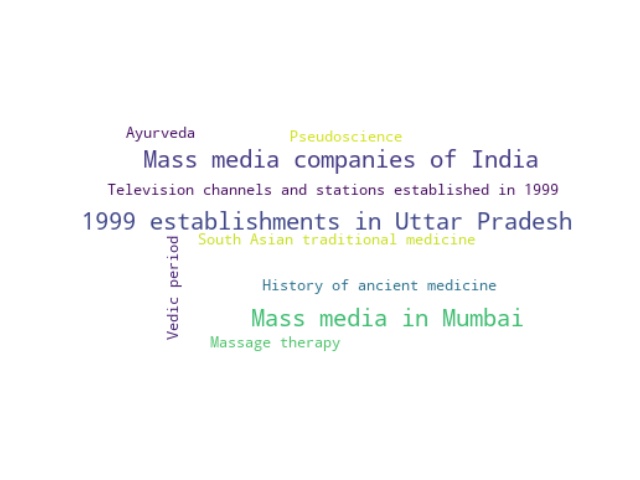 Ayurveda
Pseudoscience
Mass media companies of India
Television channels and stations established in 1999
1999 establishments in Uttar Pradesh
South Asian traditional medicine
Vedic period
History of ancient medicine
Mass media in Mumbai
Massage therapy